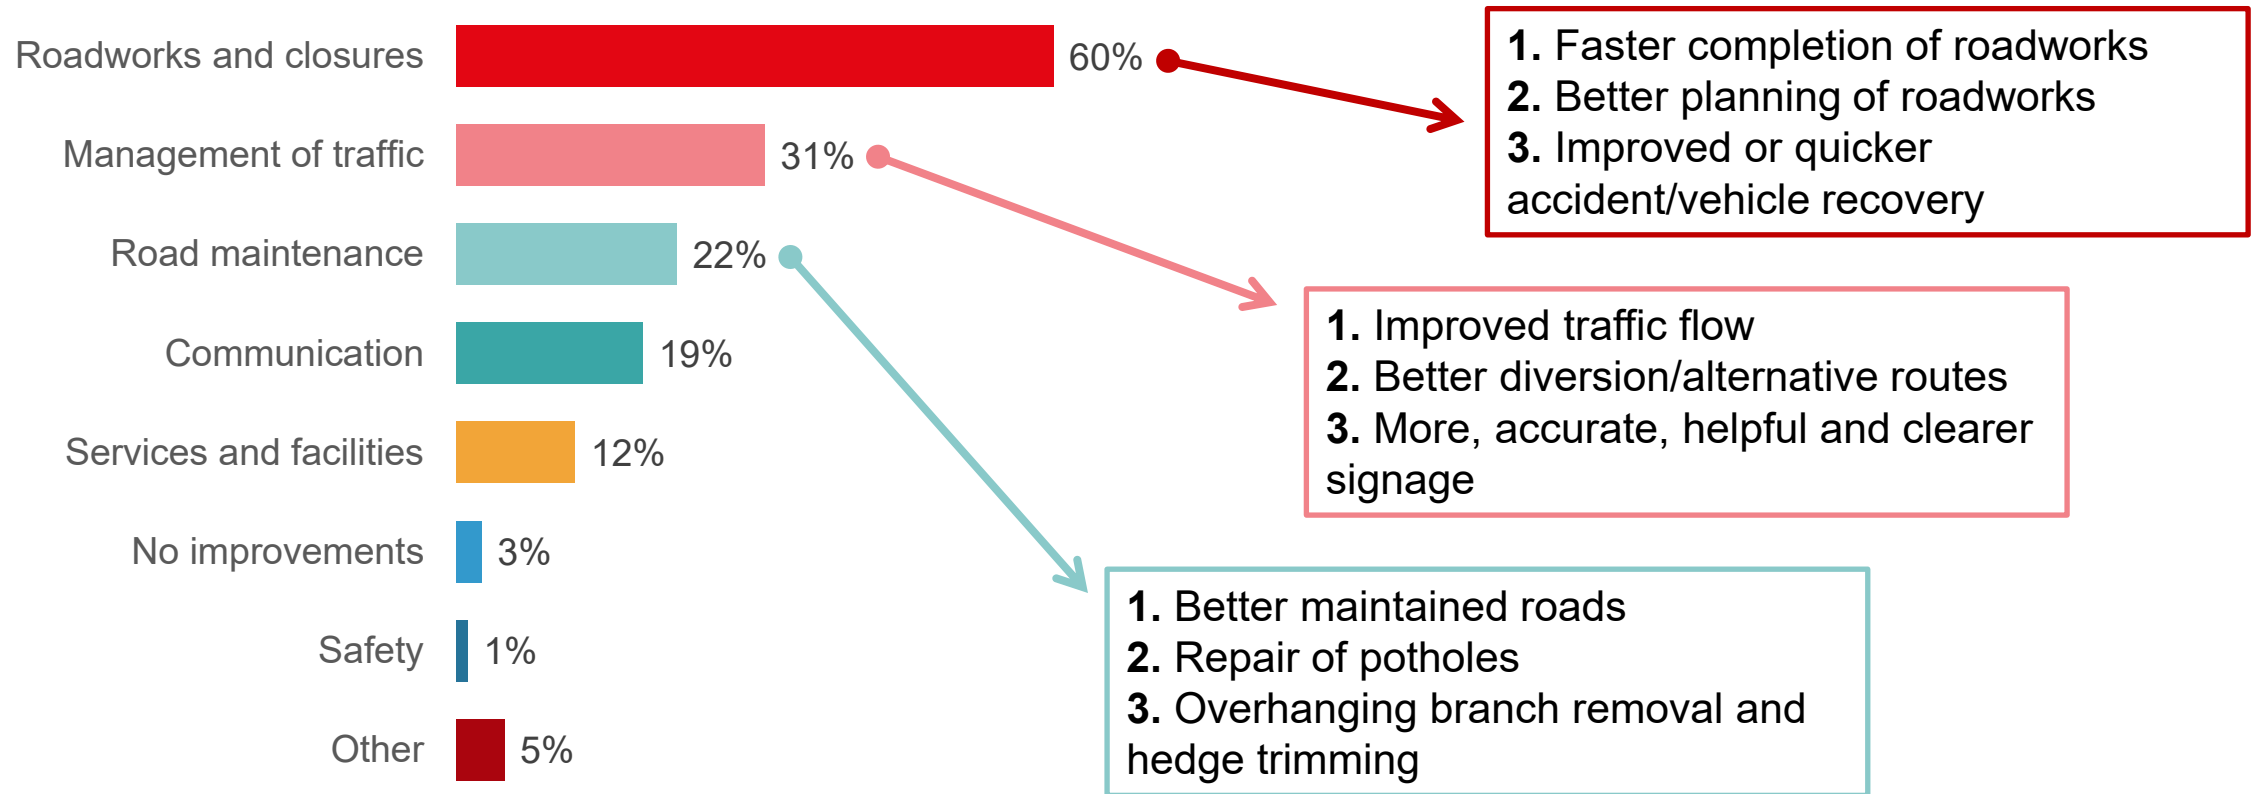 Roadworks and closures 60%
Management of traffic 31%
Road maintenance 22%
Communication 19%
Services and facilities 12%
No improvements 3%
Safety 1%
Other 5%
1. Faster completion of roadworks
2. Better planning of roadworks
3. Improved or quicker
accident/vehicle recovery
1. Improved traffic flow
2. Better diversion/alternative routes
3. More, accurate, helpful and clearer
signage
1. Better maintained roads
2. Repair of potholes
3. Overhanging branch removal and
hedge trimming